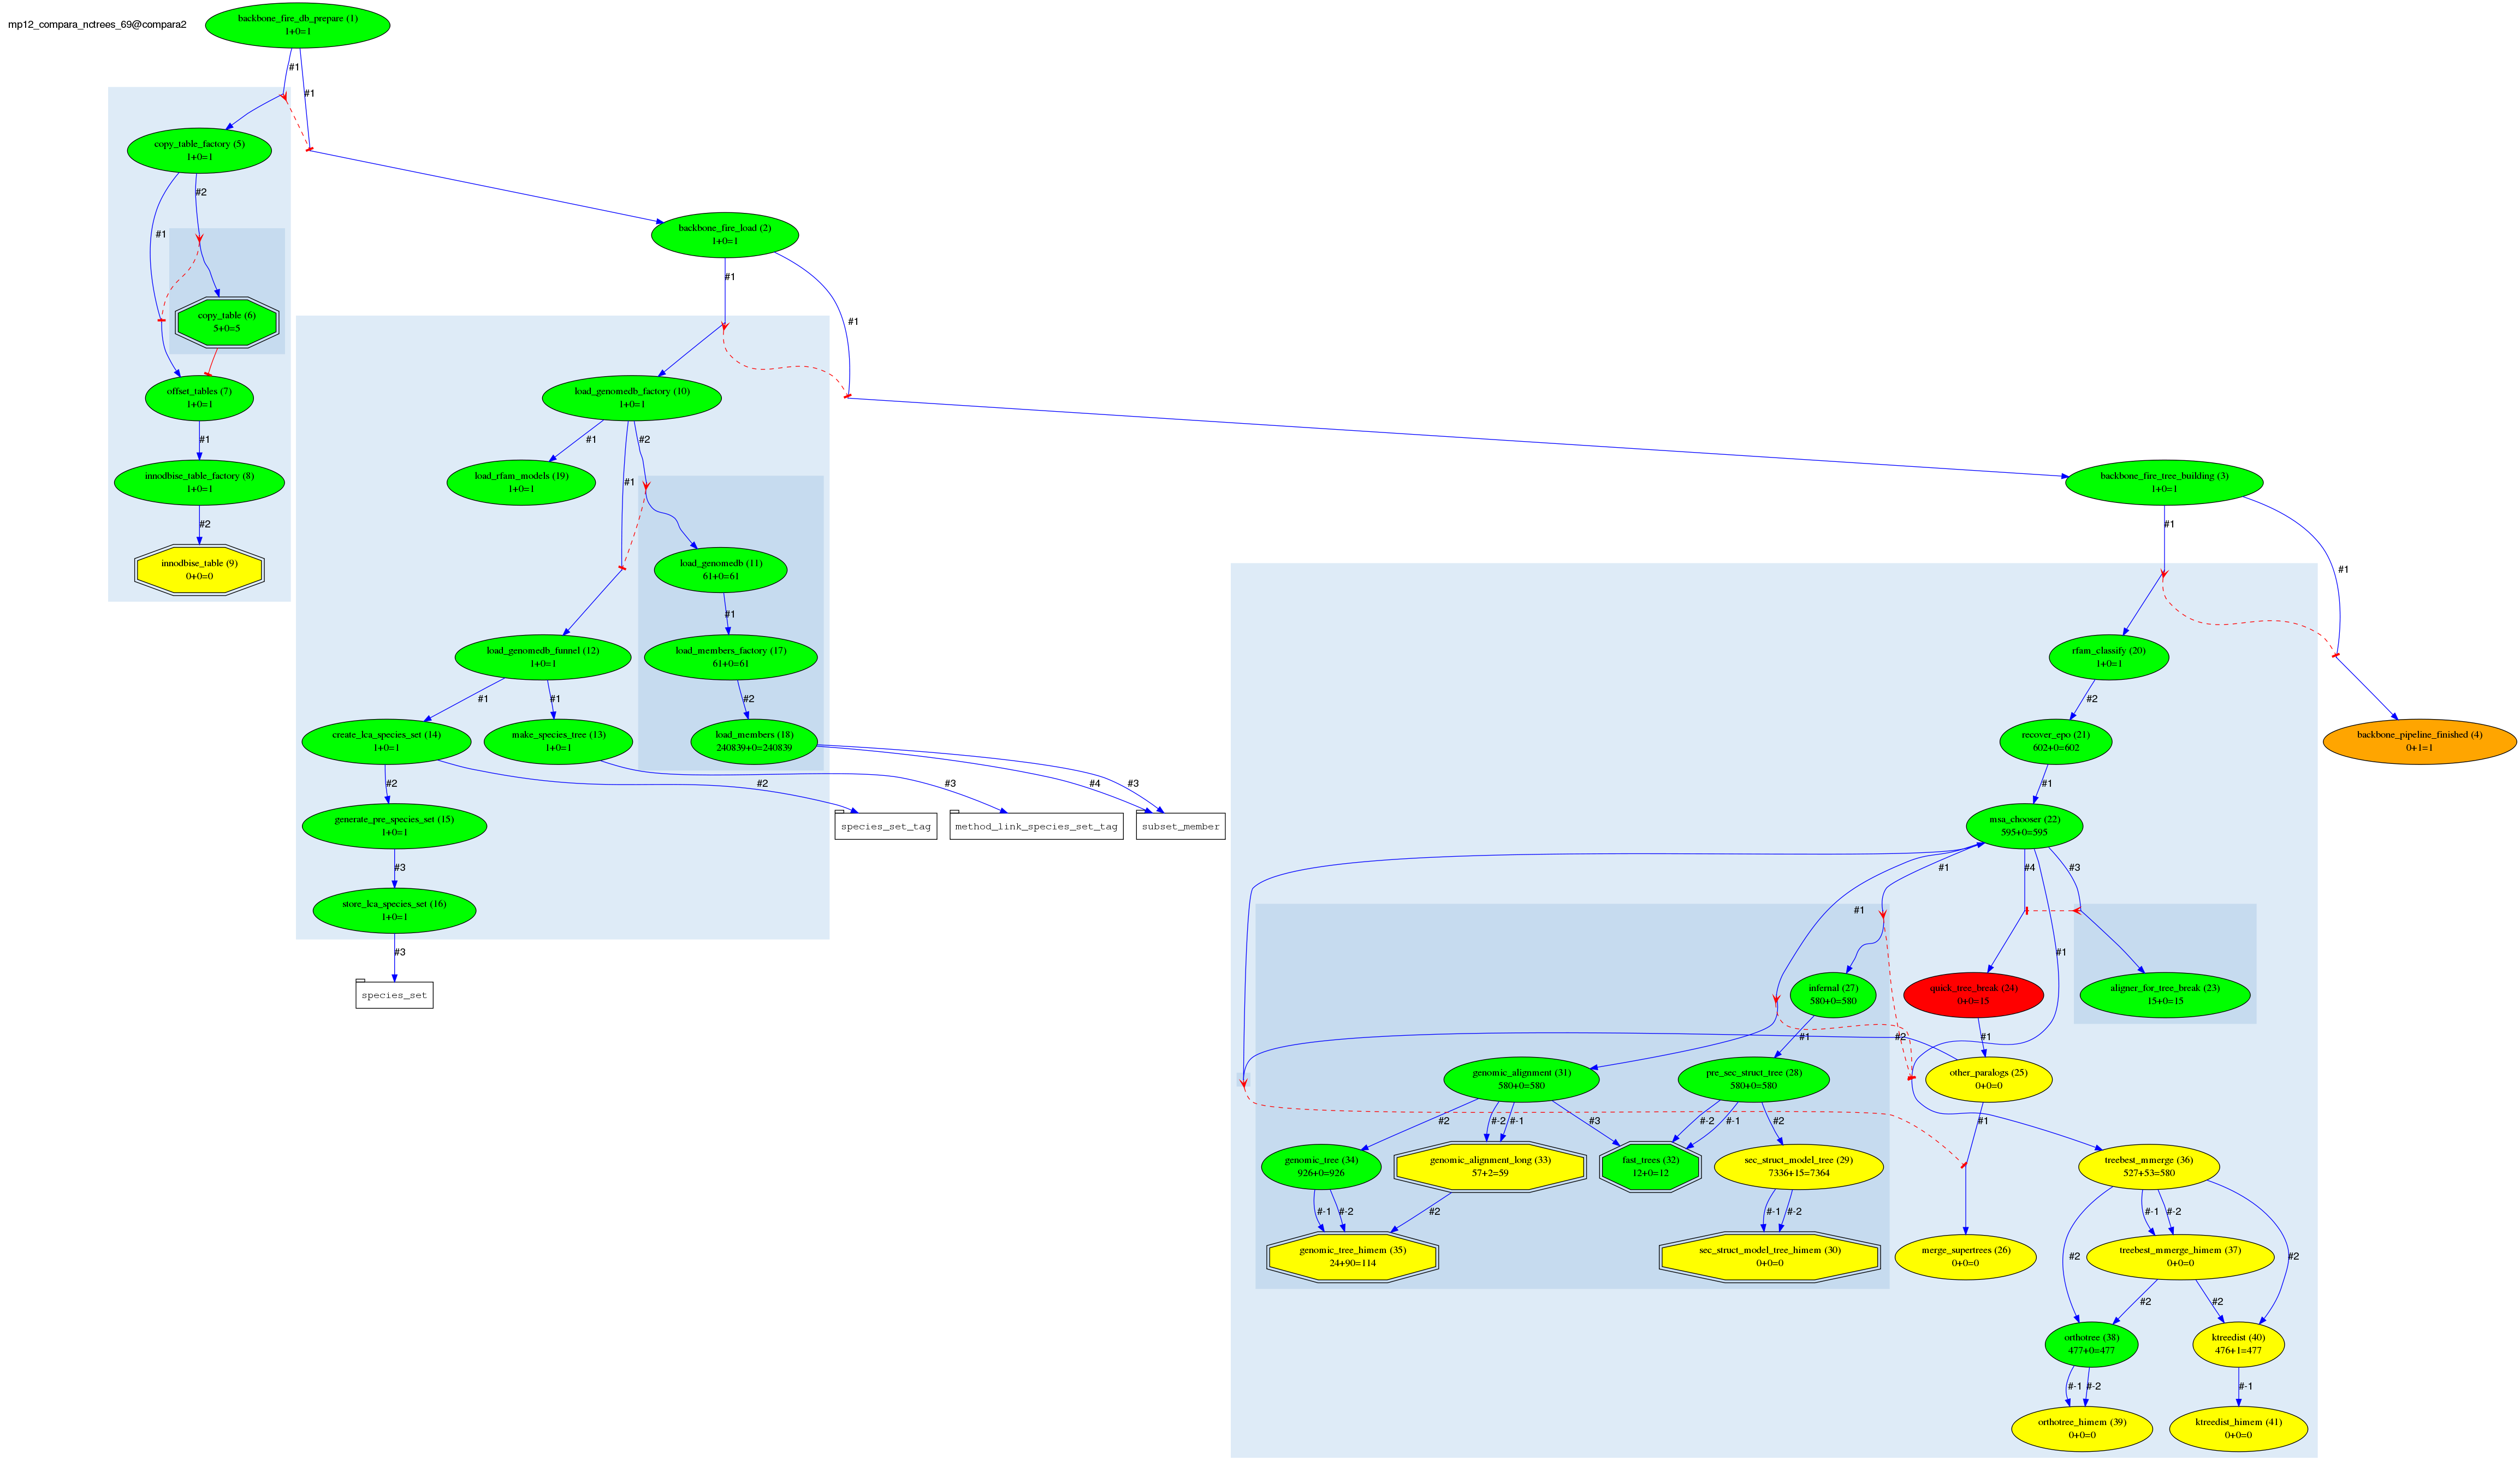 mp12_compara_nctrees_69@compara2
backbone_fire_db_prepare (1)
1+0=1
#1
#1
copy_table_factory (5)
1+0=1
#2
#1
backbone_fire_load (2)
1+0=1
#1
#1
copy_table (6)
5+0=5
offset_tables (7)
1+0=1
#1
load_genomedb_factory (10)
1+0=1
#1
#2
#1
innodbise_table_factory (8)
1+0=1
#2
load_rfam_models (19)
1+0=1
backbone_fire_tree_building (3)
1+0=1
#1
#1
innodbise_table (9)
0+0=0
load_genomedb (11)
61+0=61
#1
load_genomedb_funnel (12)
1+0=1
#1
#1
load_members_factory (17)
61+0=61
#2
rfam_classify (20)
1+0=1
#2
create_lca_species_set (14)
1+0=1
#2
#2
make_species_tree (13)
1+0=1
#3
load_members (18)
240839+0=240839
#4
#3
recover_epo (21)
602+0=602
#1
backbone_pipeline_finished (4)
0+1=1
generate_pre_species_set (15)
1+0=1
#3
species_set_tag
method_link_species_set_tag
subset_member
msa_chooser (22)
595+0=595
#1
#4
#3
#1
#1
store_lca_species_set (16)
1+0=1
#3
species_set
infernal (27)
580+0=580
#1
quick_tree_break (24)
0+0=15
#1
aligner_for_tree_break (23)
15+0=15
#2
genomic_alignment (31)
580+0=580
#2
#-2
#-1
#3
pre_sec_struct_tree (28)
580+0=580
#-2
#-1
#2
other_paralogs (25)
0+0=0
#1
genomic_tree (34)
926+0=926
#-1
#-2
genomic_alignment_long (33)
57+2=59
#2
fast_trees (32)
12+0=12
sec_struct_model_tree (29)
7336+15=7364
#-1
#-2
treebest_mmerge (36)
527+53=580
#2
#-1
#-2
#2
genomic_tree_himem (35)
24+90=114
sec_struct_model_tree_himem (30)
0+0=0
merge_supertrees (26)
0+0=0
treebest_mmerge_himem (37)
0+0=0
#2
#2
orthotree (38)
477+0=477
#-1
#-2
ktreedist (40)
476+1=477
#-1
orthotree_himem (39)
0+0=0
ktreedist_himem (41)
0+0=0